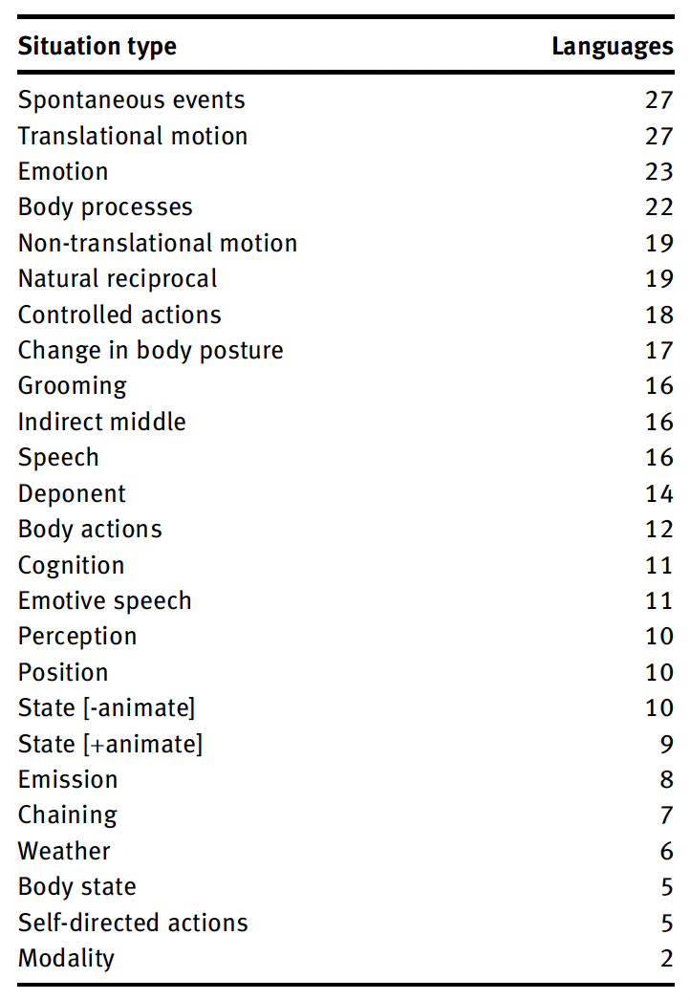 Situation type Languages
Spontaneous events 27
Translational motion 27
Emotion 23
Body processes 22
Non-translational motion 19
Natural reciprocal 19
Controlled actions 18
Change in body posture 17
Grooming 16
Indirect middle 16
Speech 16
Deponent 14
Body actions 12
Cognition 11
Emotive speech 11
Perception 10
Position 10
State [-animate] 10
State [+animate] 9
Emission 8
Chaining 7
Weather 6
Body state 5
Self-directed actions 5
Modality 2